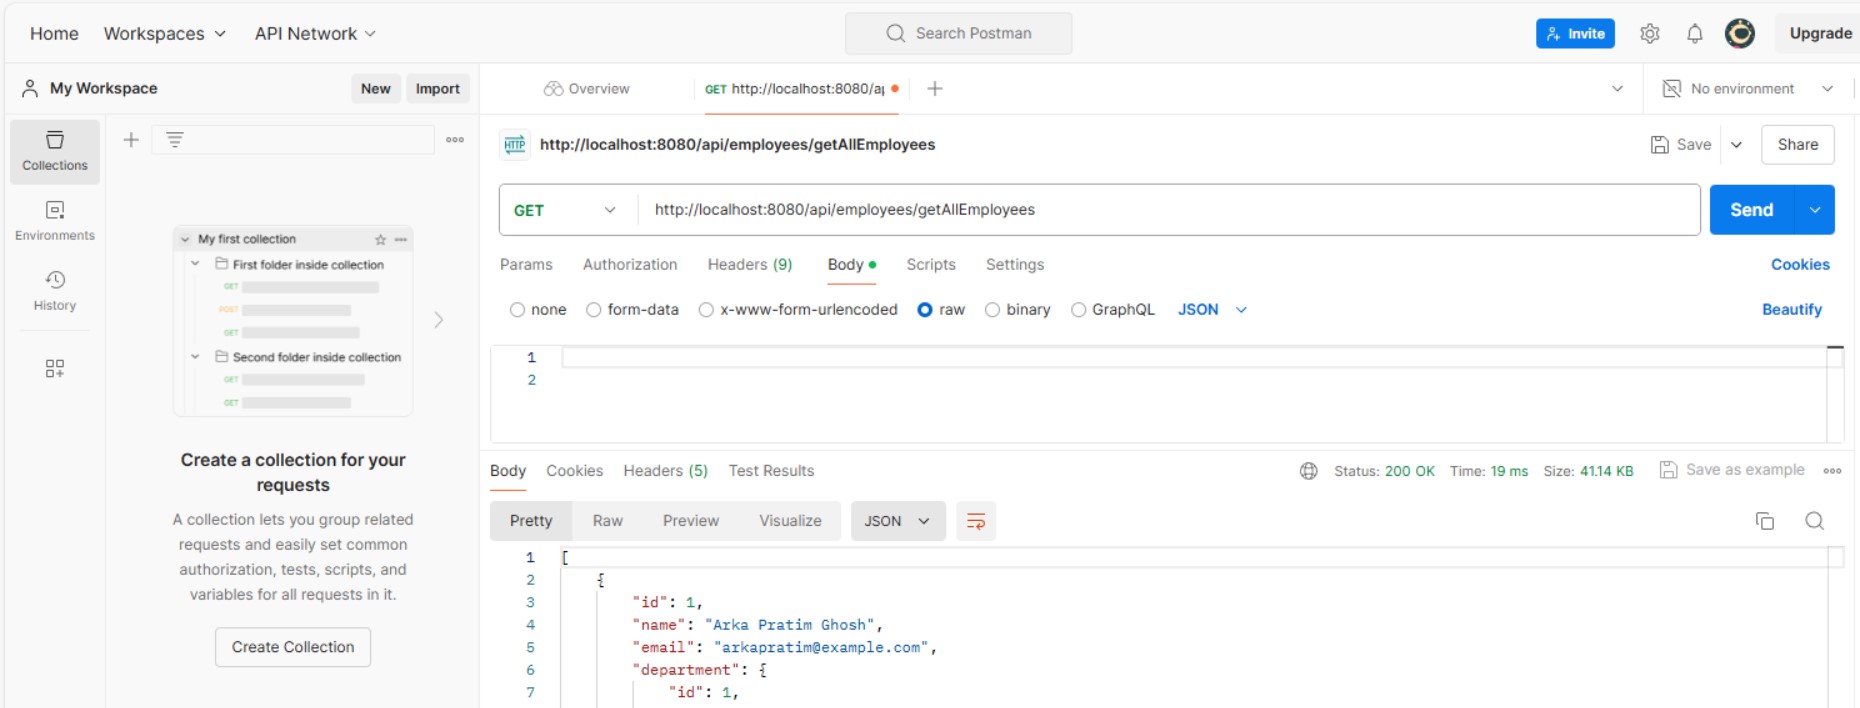 Home Workspaces API Network Search Postman Invite Upgrade
My Workspace New Import Overview GET http://localhost:8080/a No environment
Collections
Environments
History
My first collection
First folder inside collection
GET
POST
GET
Second folder inside collection
GET
GET
Create a collection for your
requests
A collection lets you group related
requests and easily set common
authorization, tests, scripts, and
variables for all requests in it.
Create Collection
HTTP http://localhost:8080/api/employees/getAllEmployees Save Share
GET http://localhost:8080/api/employees/getAllEmployees Send
Params Authorization Headers (9) Body Scripts Settings Cookies
none form-data x-www-form-urlencoded raw binary GraphQL JSON Beautify
1
2
Body Cookies Headers (5) Test Results Status: 200 OK Time: 19 ms Size: 41.14 KB Save as example
Pretty Raw Preview Visualize JSON
1 [
2 {
3 "id": 1,
4 "name": "Arka Pratim Ghosh",
5 "email": "arkapratim@example.com",
6 "department": {
7 "id": 1,